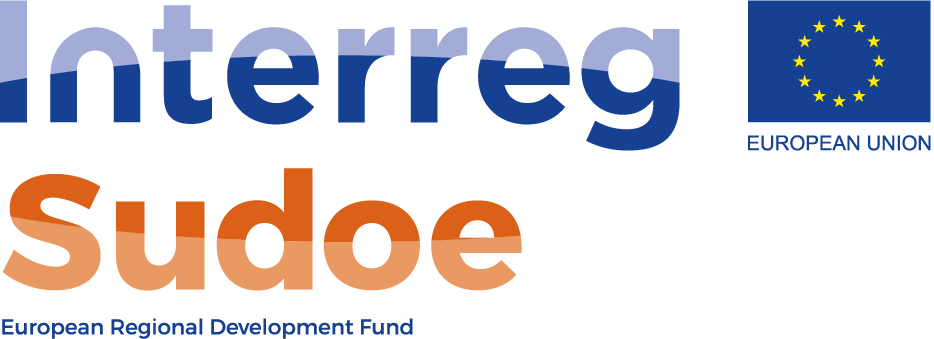 Interreg
EUROPEAN UNION
Sudoe
European Regional Development Fund